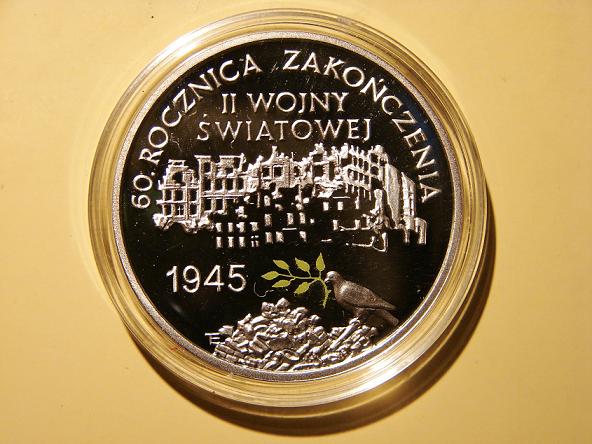 60. ROCZNICA ZAKOŃCZENIA
II WOJNY
ŚWIATOWEJ
1945